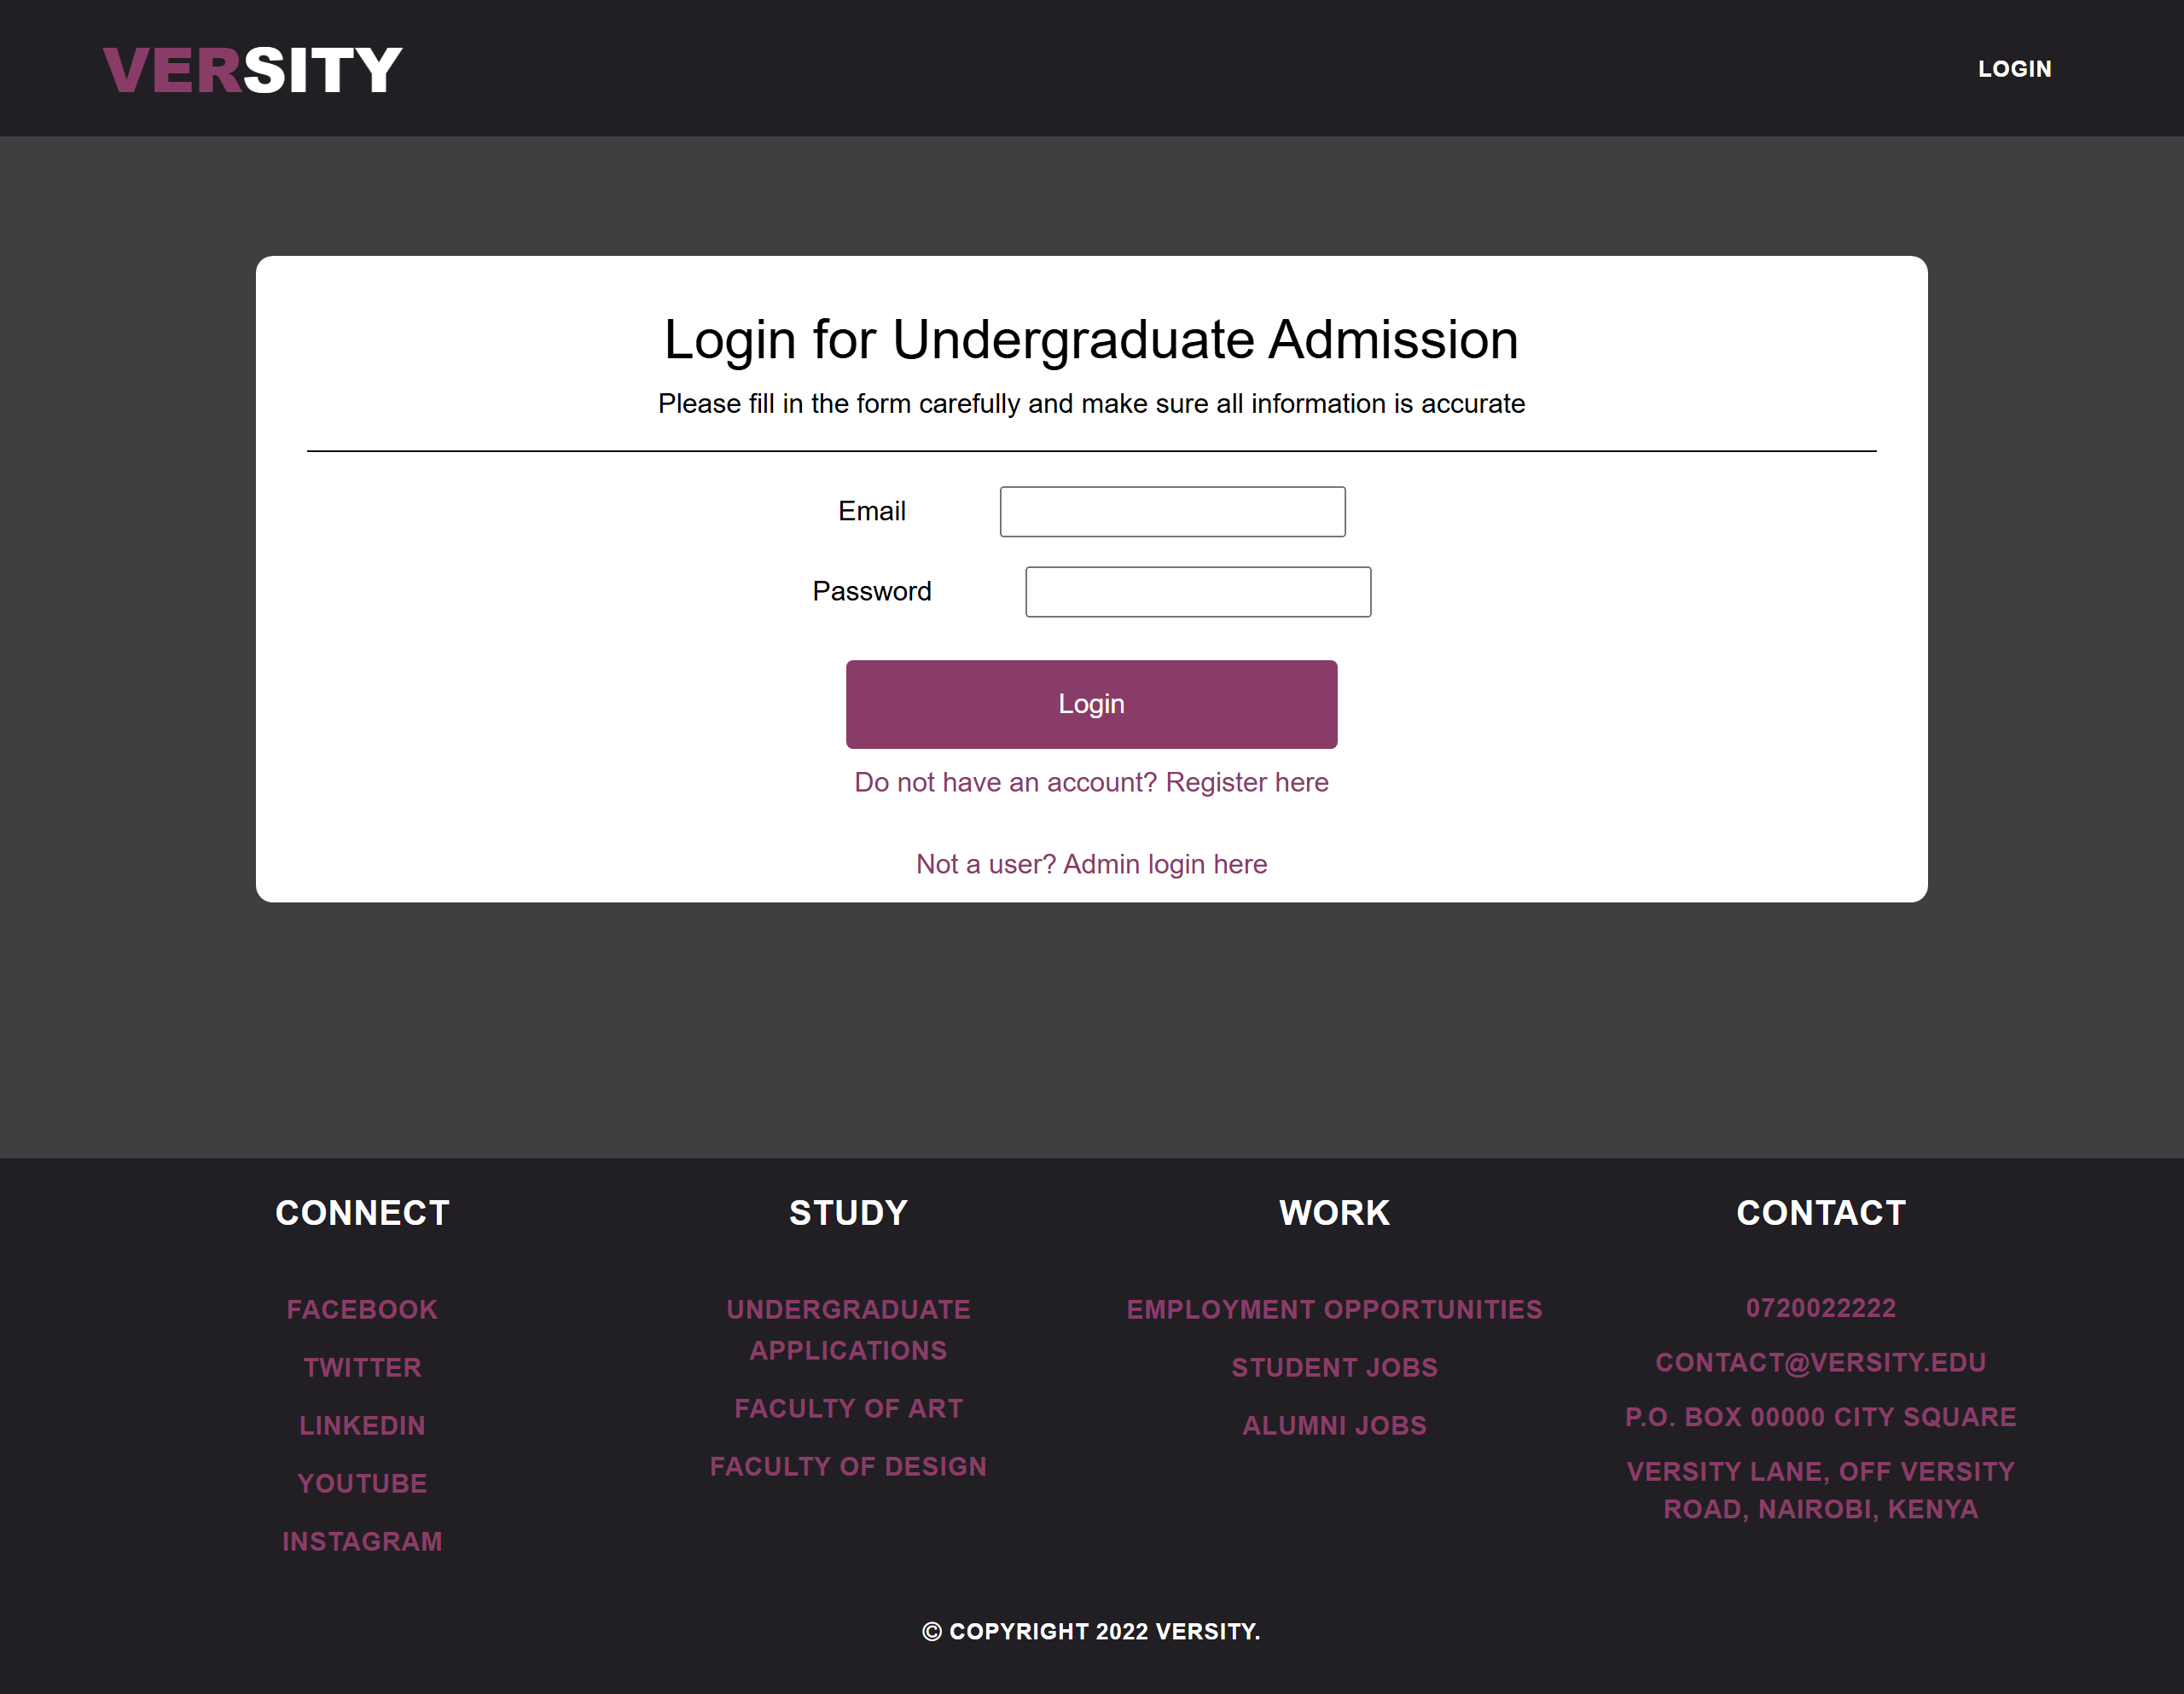 VERSITY
LOGIN
Login for Undergraduate Admission
Please fill in the form carefully and make sure all information is accurate
Email
Password
Login
Do not have an account? Register here
Not a user? Admin login here
CONNECT
FACEBOOK
TWITTER
LINKEDIN
YOUTUBE
INSTAGRAM
STUDY
UNDERGRADUATE
APPLICATIONS
FACULTY OF ART
FACULTY OF DESIGN
WORK
EMPLOYMENT OPPORTUNITIES
STUDENT JOBS
ALUMNI JOBS
CONTACT
0720022222
CONTACT@VERSITY.EDU
P.O. BOX 00000 CITY SQUARE
VERSITY LANE, OFF VERSITY
ROAD, NAIROBI, KENYA
© COPYRIGHT 2022 VERSITY.